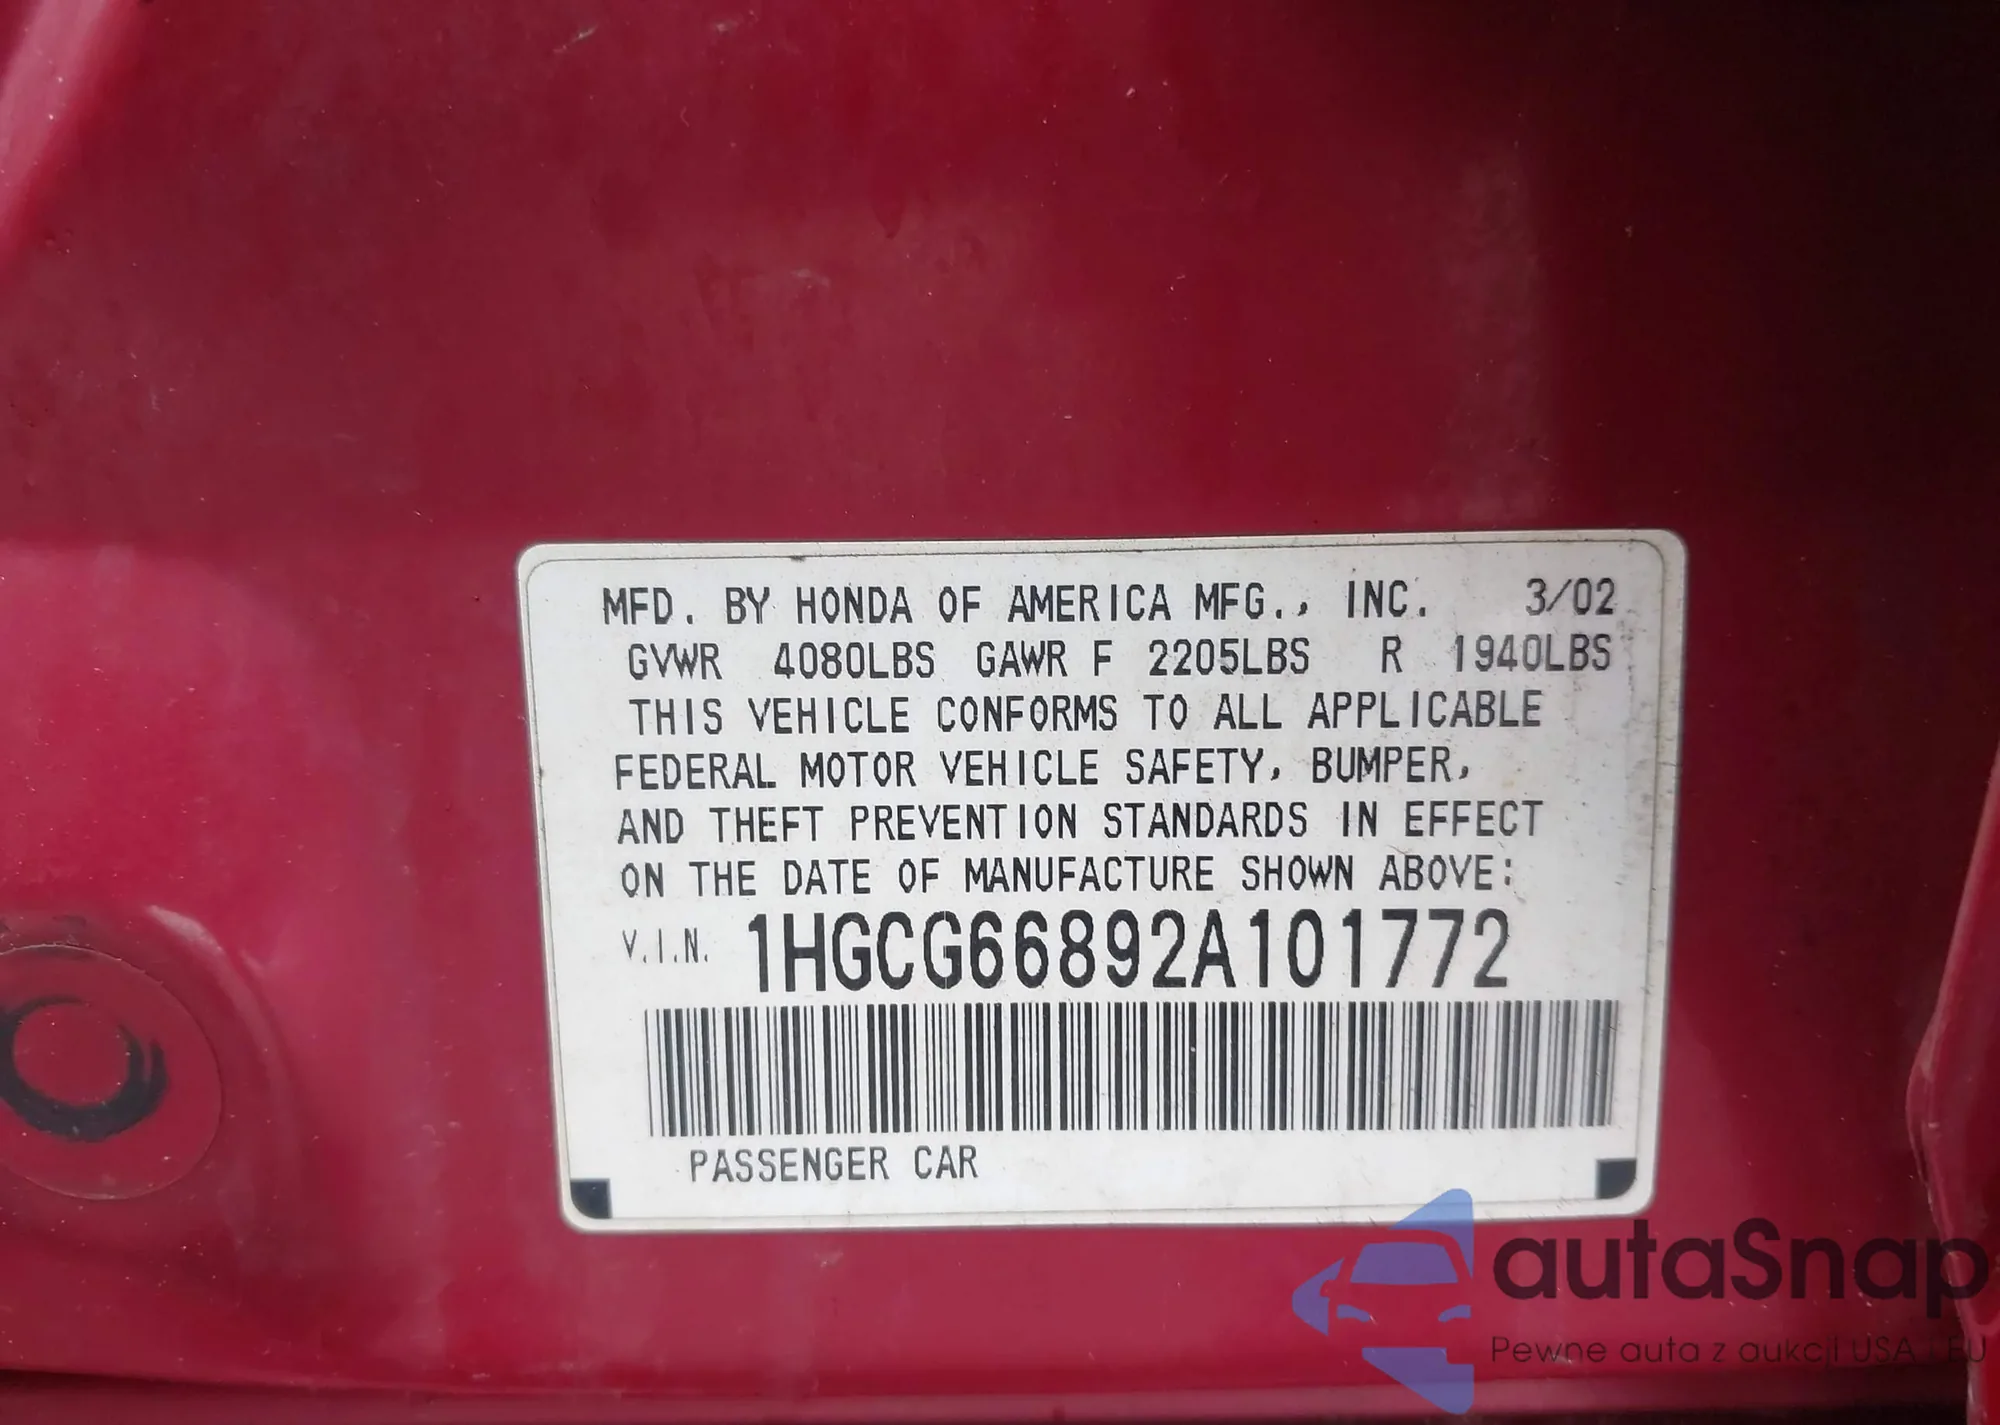 MFD. BY HONDA OF AMERICA MFG., INC. 3/02
GVWR 4080LBS GAWR F 2205LBS R 1940LBS
THIS VEHICLE CONFORMS TO ALL APPLICABLE
FEDERAL MOTOR VEHICLE SAFETY, BUMPER,
AND THEFT PREVENTION STANDARDS IN EFFECT
ON THE DATE OF MANUFACTURE SHOWN ABOVE:
V.I.N. 1HGCG66892A101772
PASSENGER CAR
autaSnap
Pewne auta z aukcji USA i EU